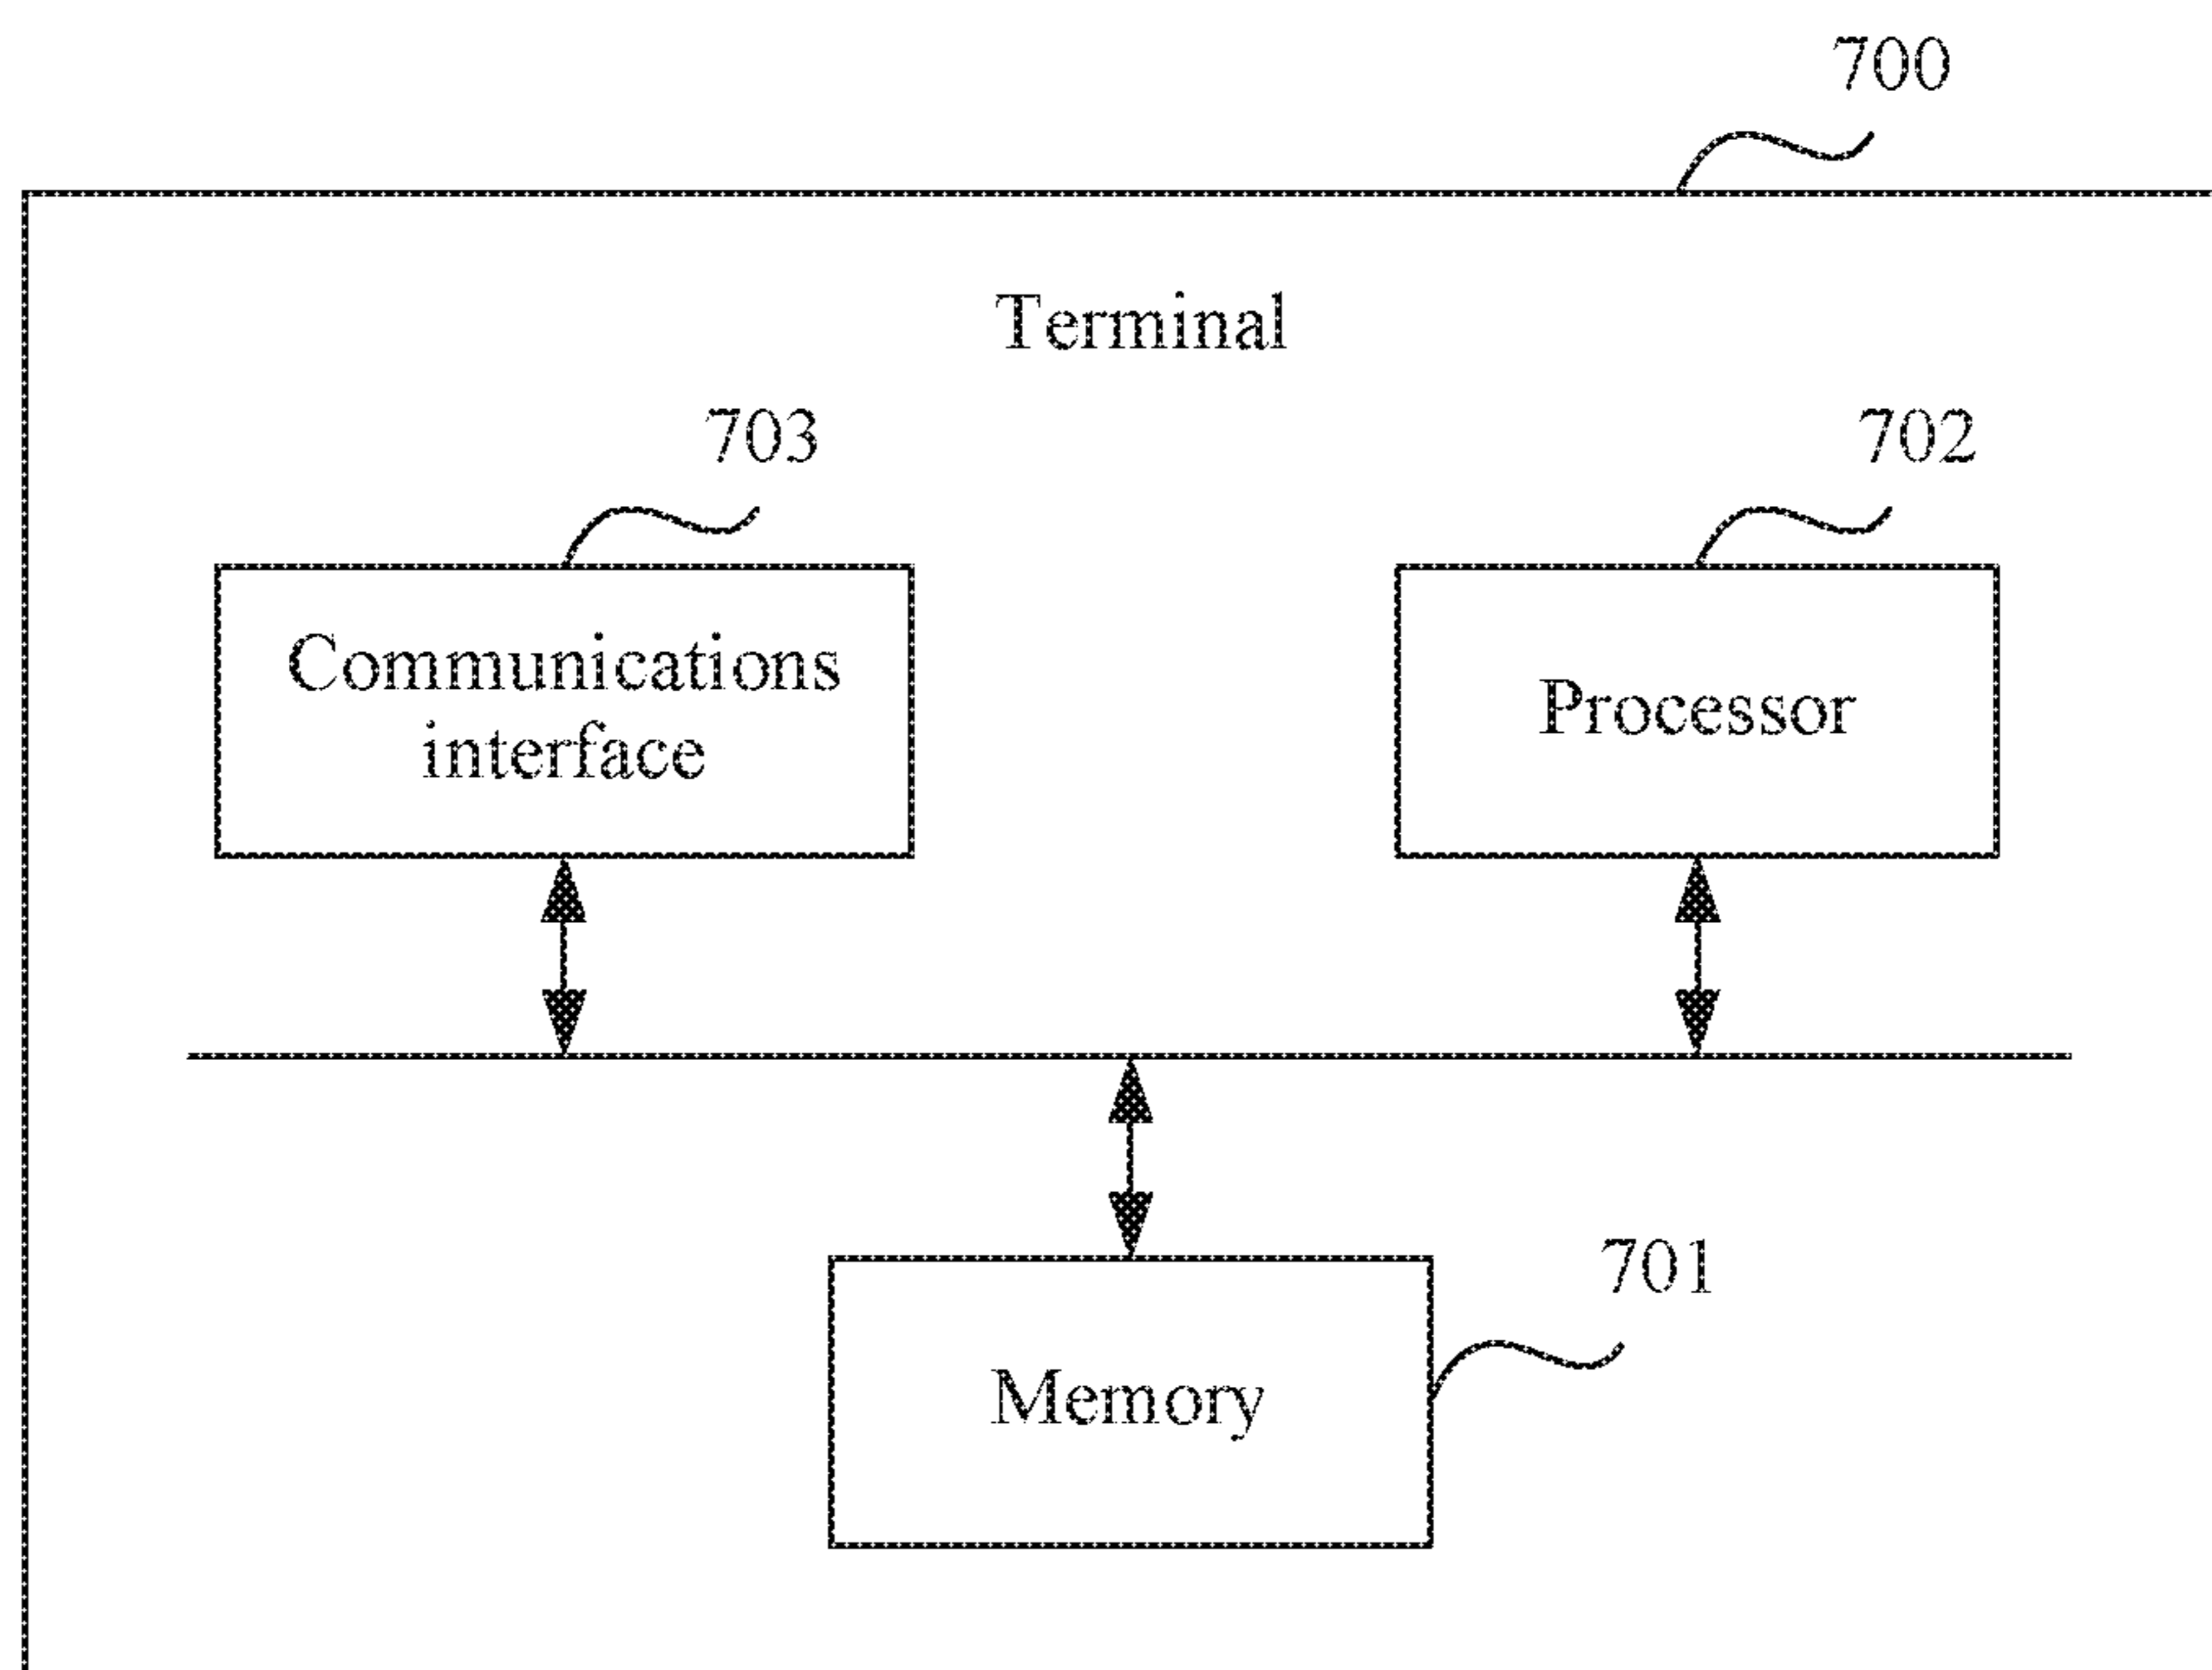 700
Terminal
703
702
Communications
interface
Processor
701
Memory